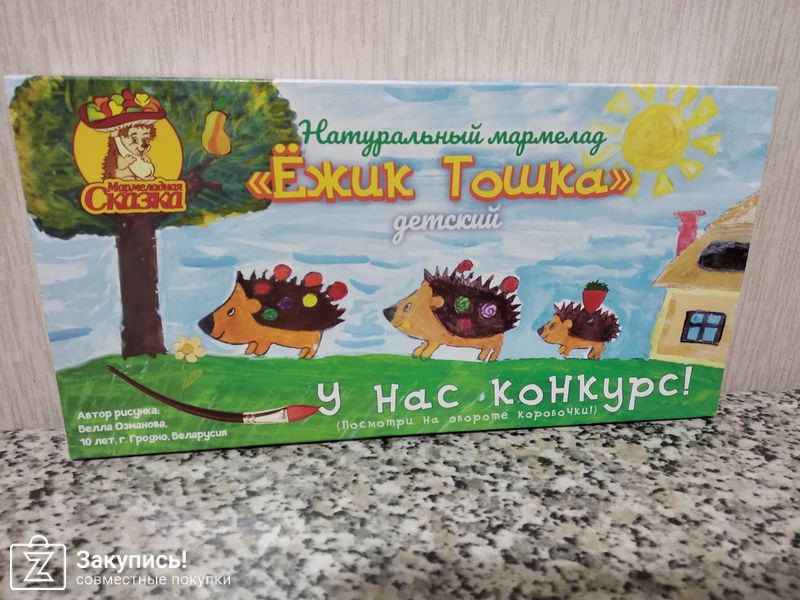 Мармеладная
Сказка
Натуральный мармелад
«Ёжик Тошка»
детский
У нас конкурс!
(Посмотри на обороте коробочки!)
Автор рисунка:
Белла Озманова,
10 лет, г. Гродно, Беларусия
Закупись!
совместные покупки